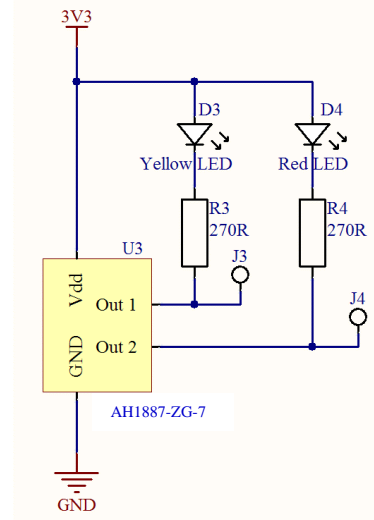 3V3
D3
D4
Yellow LED
Red LED
R3
270R
R4
270R
U3
J3
J4
Vdd
Out 1
GND
Out 2
AH1887-ZG-7
GND